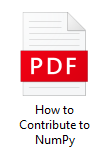 PDF
How to
Contribute to
NumPy